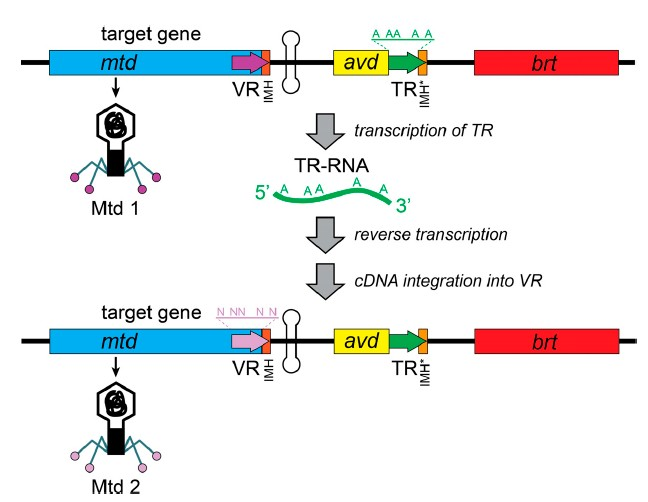 target gene
A AA A A
mtd
avd
brt
VR
IMH
TR
IMH*
transcription of TR
Mtd 1
TR-RNA
5' A A A A A 3'
reverse transcription
cDNA integration into VR
target gene
N NN N N
mtd
avd
brt
VR
IMH
TR
IMH*
Mtd 2